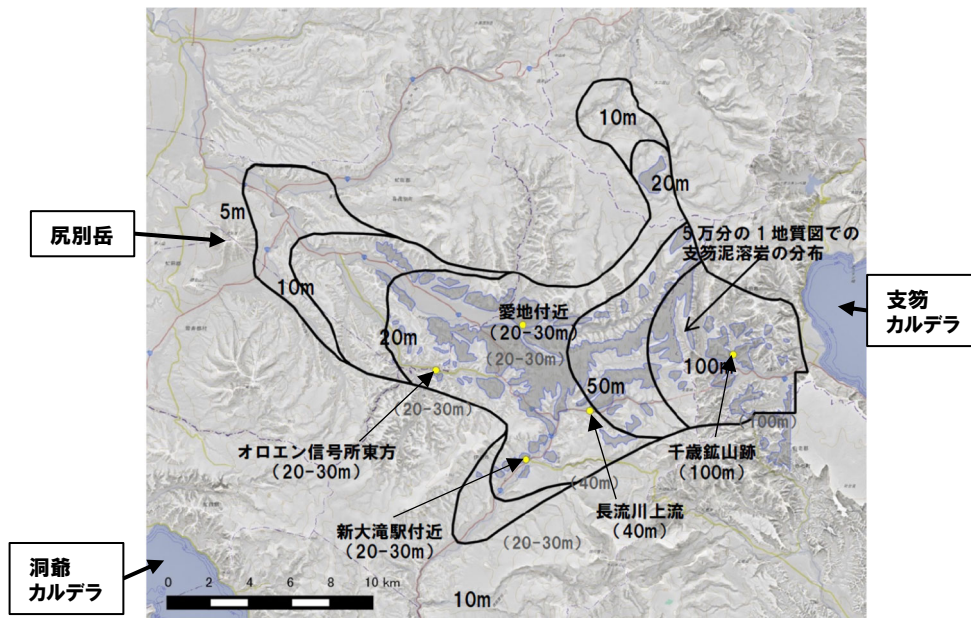 10m
20m
5万分の1地質図での
支笏泥溶岩の分布
5m
尻別岳
10m
支笏
カルデラ
愛地付近
(20-30m)
(20-30m)
20m
50m
100m
(20-30m)
(100m)
オロエン信号所東方
(20-30m)
千歳鉱山跡
(100m)
(40m)
長流川上流
(40m)
新大滝駅付近
(20-30m)
(20-30m)
洞爺
カルデラ
0 2 4 6 8 10 km
10m